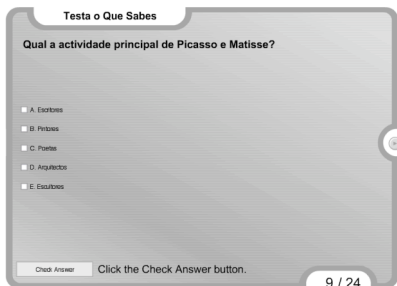 Testa o Que Sabes
Qual a actividade principal de Picasso e Matisse?
A. Escritores
B. Pintores
C. Poetas
D. Arquitectos
E. Escultores
Check Answer
Click the Check Answer button.
9 / 24